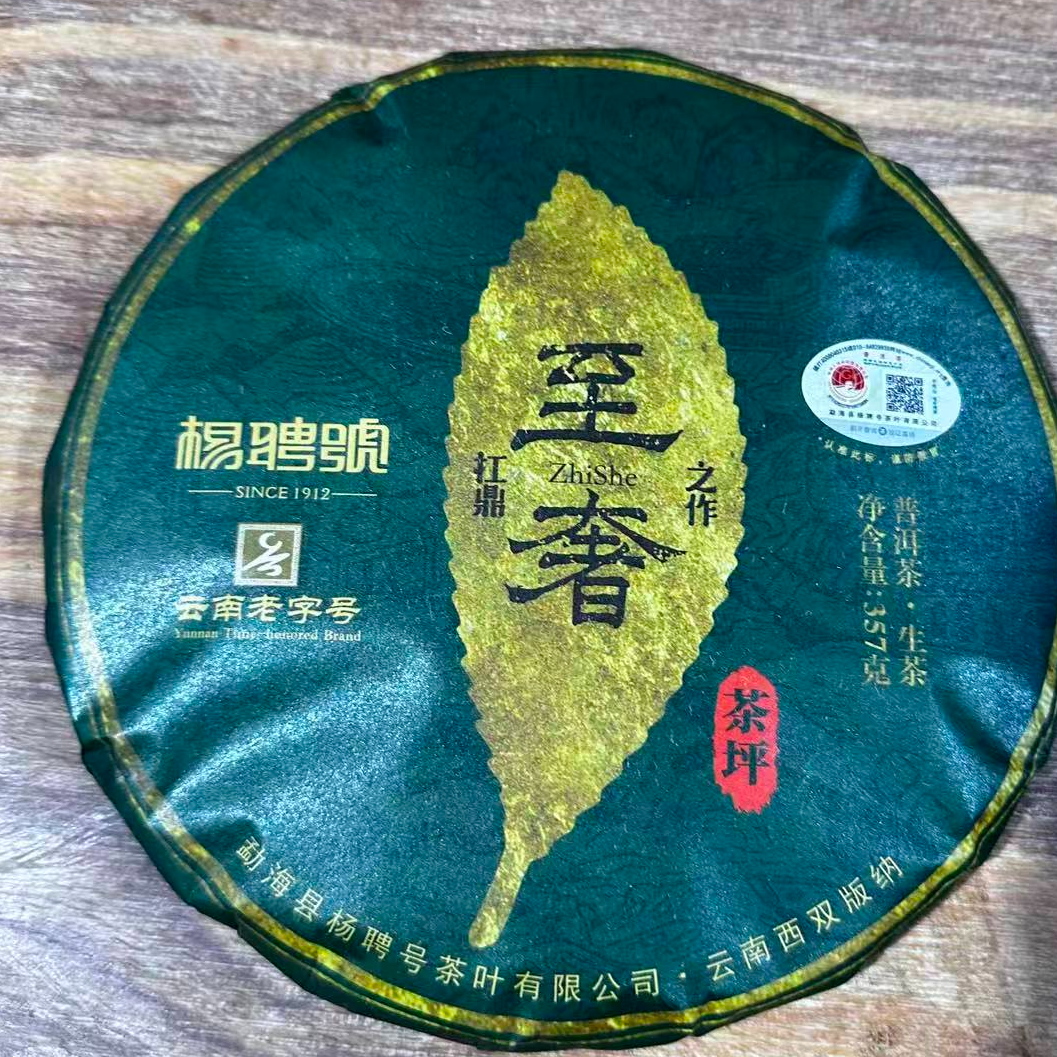 至奢
ZhiShe
扛鼎
之作
楊聘號
SINCE 1912
云南老字号
Yunnan Time-honored Brand
普洱茶·生茶
净含量:357克
茶坪
勐海县杨聘号茶叶有限公司·云南西双版纳